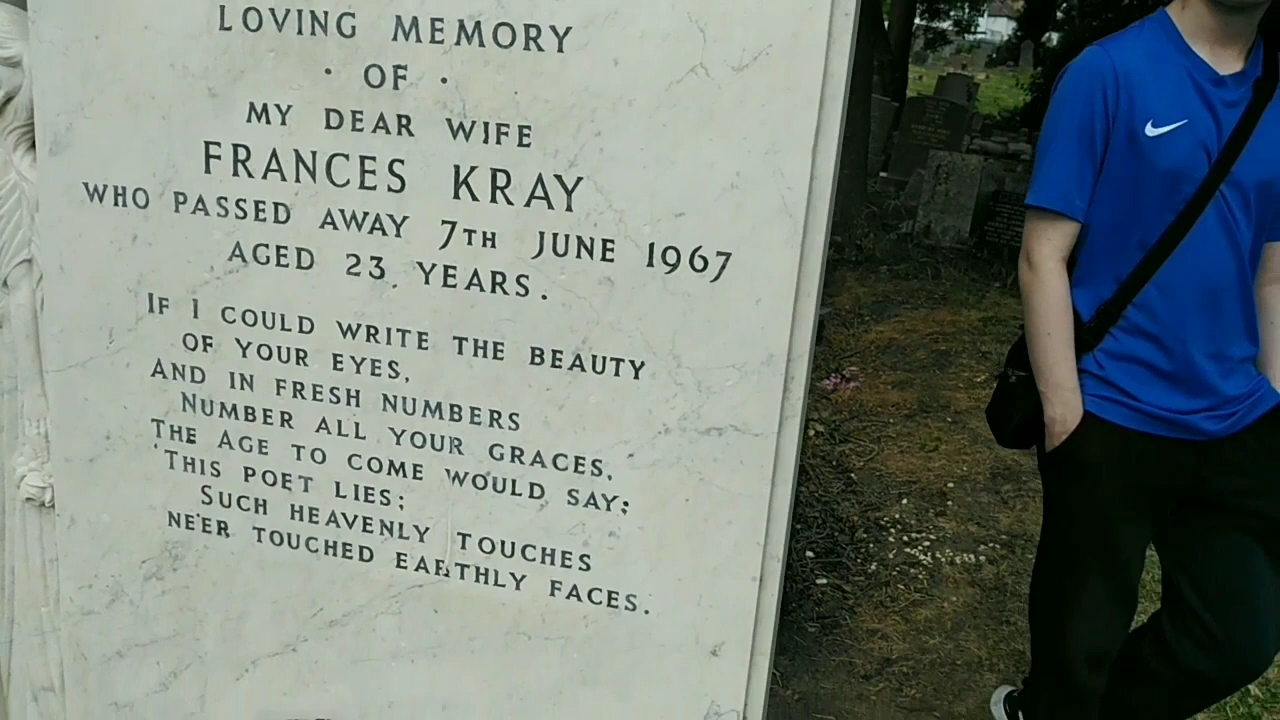 LOVING MEMORY
· OF ·
MY DEAR WIFE
FRANCES KRAY
WHO PASSED AWAY 7TH JUNE 1967
AGED 23 YEARS.
IF I COULD WRITE THE BEAUTY
OF YOUR EYES,
AND IN FRESH NUMBERS
NUMBER ALL YOUR GRACES,
THE AGE TO COME WOULD SAY;
'THIS POET LIES;
SUCH HEAVENLY TOUCHES
NE'ER TOUCHED EARTHLY FACES.